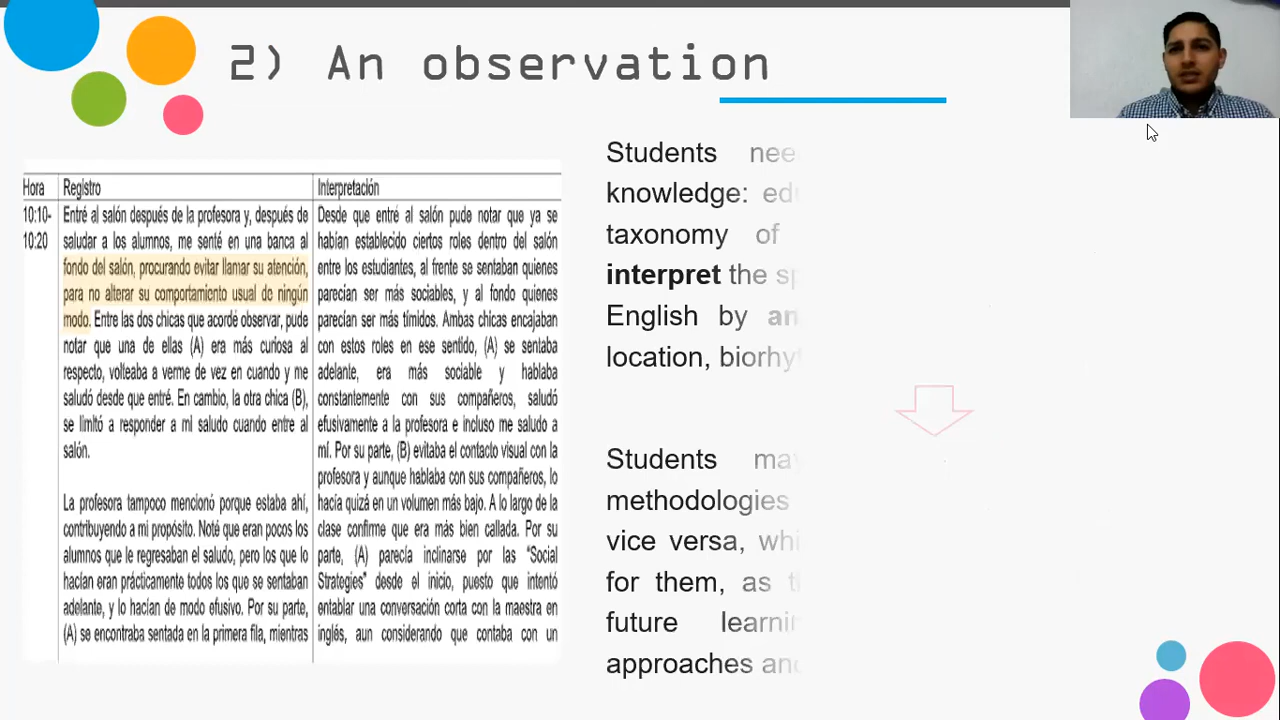 2) An observation
Hora Registro Interpretación
10:10-
10:20
Entré al salón después de la profesora y, después de
saludar a los alumnos, me senté en una banca al
fondo del salón, procurando evitar llamar su atención,
para no alterar su comportamiento usual de ningún
modo. Entre las dos chicas que acordé observar, pude
notar que una de ellas (A) era más curiosa al
respecto, volteaba a verme de vez en cuando y me
saludó desde que entré. En cambio, la otra chica (B),
se limitó a responder a mi saludo cuando entre al
salón.
La profesora tampoco mencionó porque estaba ahí,
contribuyendo a mi propósito. Noté que eran pocos los
alumnos que le regresaban el saludo, pero los que lo
hacían eran prácticamente todos los que se sentaban
adelante, y lo hacían de modo efusivo. Por su parte,
(A) se encontraba sentada en la primera fila, mientras
Desde que entré al salón pude notar que ya se
habían establecido ciertos roles dentro del salón
entre los estudiantes, al frente se sentaban quienes
parecían ser más sociables, y al fondo quienes
parecían ser más tímidos. Ambas chicas encajaban
con estos roles en ese sentido, (A) se sentaba
adelante, era más sociable y hablaba
constantemente con sus compañeros, saludó
efusivamente a la profesora e incluso me saludo a
mí. Por su parte, (B) evitaba el contacto visual con la
profesora y aunque hablaba con sus compañeros, lo
hacía quizá en un volumen más bajo. A lo largo de la
clase confirme que era más bien callada. Por su
parte, (A) parecía inclinarse por las "Social
Strategies" desde el inicio, puesto que intentó
entablar una conversación corta con la maestra en
inglés, aun considerando que contaba con un
Students
knowledge:
taxonomy of
interpret the
English by
location,
Students
methodologies
vice versa,
for them, as
future
approaches